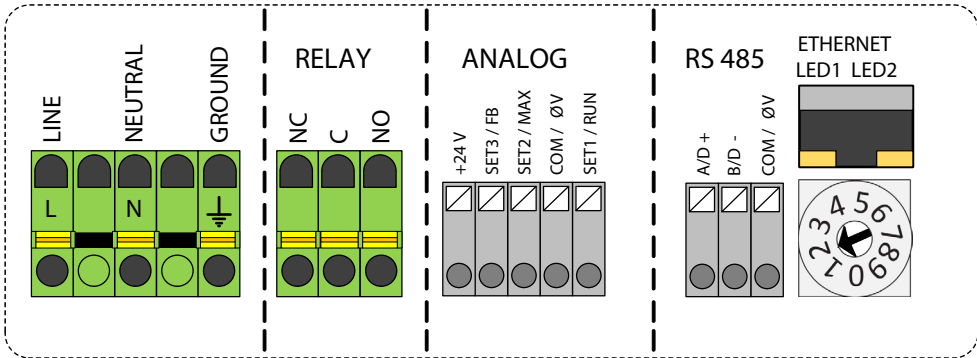 LINE
NEUTRAL
GROUND
L
N
RELAY
NC
C
NO
ANALOG
+24 V
SET3 / FB
SET2 / MAX
COM / ØV
SET1 / RUN
RS 485
A/D +
B/D -
COM / ØV
ETHERNET
LED1 LED2
0 1 2 3 4 5 6 7 8 9